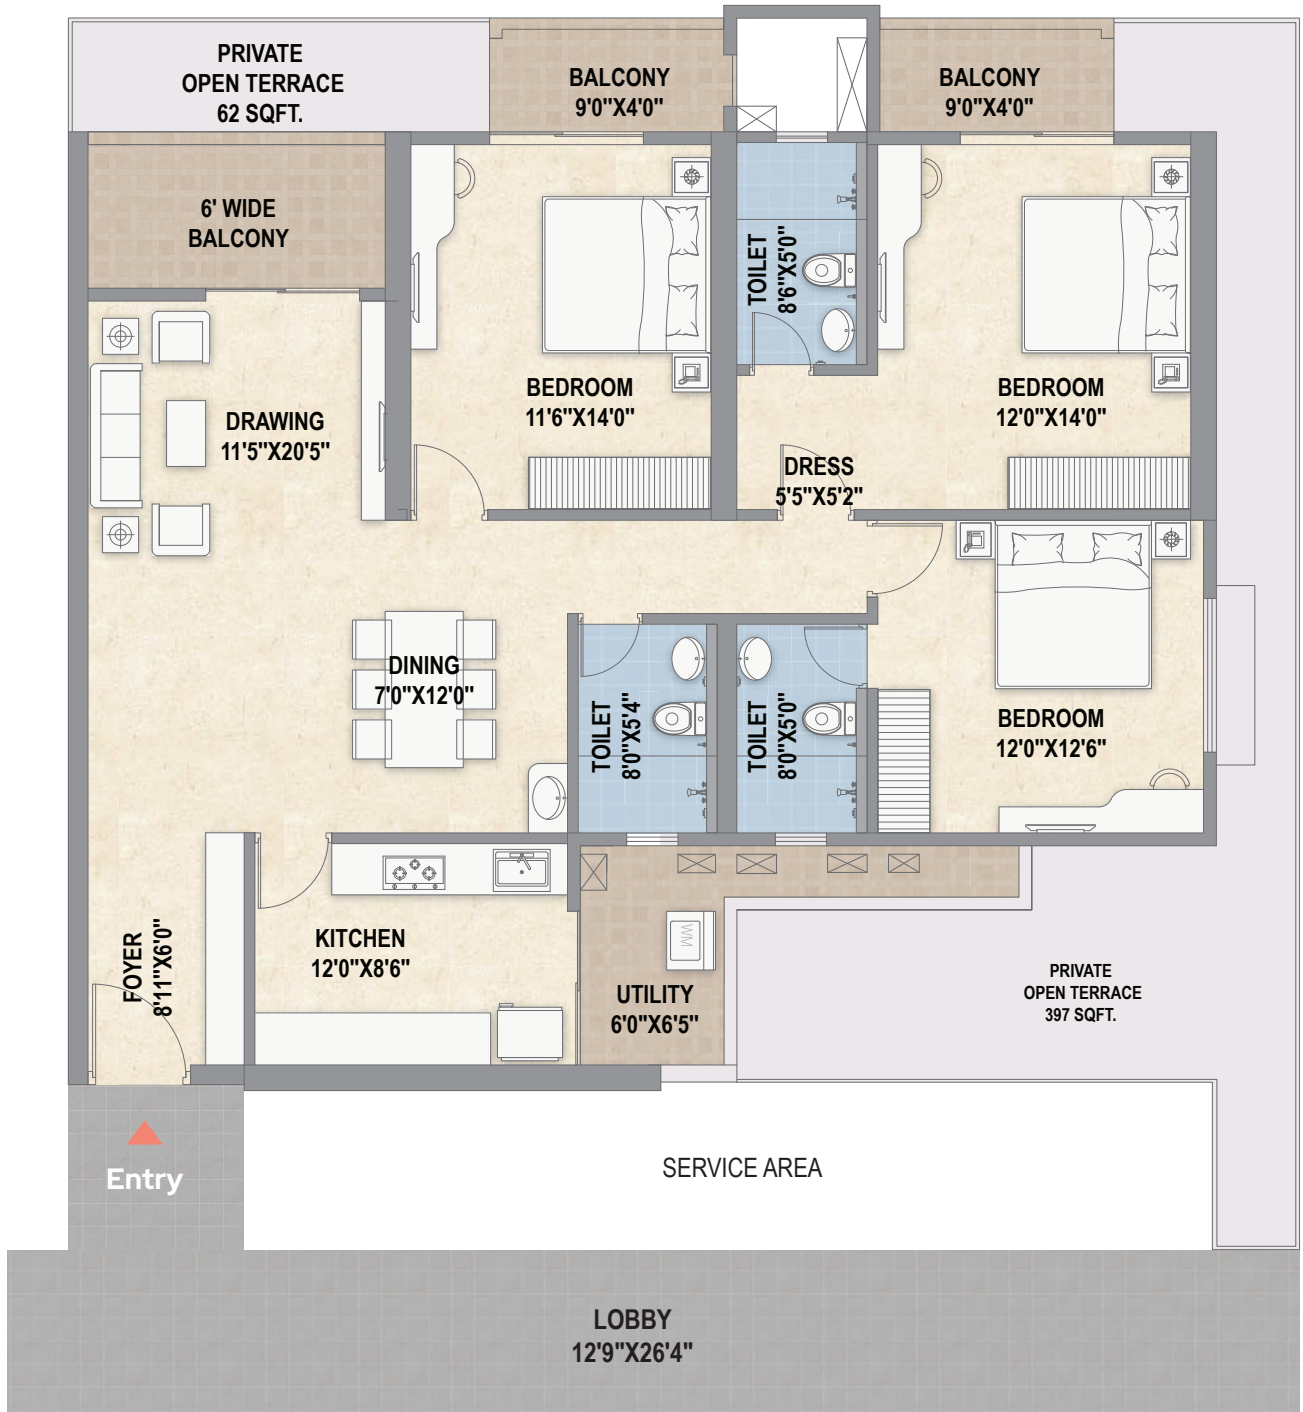 PRIVATE
OPEN TERRACE
62 SQFT.
BALCONY
9'0"X4'0"
BALCONY
9'0"X4'0"
6' WIDE
BALCONY
TOILET
8'6"X5'0"
BEDROOM
11'6"X14'0"
BEDROOM
12'0"X14'0"
DRAWING
11'5"X20'5"
DRESS
5'5"X5'2"
DINING
7'0"X12'0"
TOILET
8'0"X5'4"
TOILET
8'0"X5'0"
BEDROOM
12'0"X12'6"
FOYER
8'11"X6'0"
KITCHEN
12'0"X8'6"
WM
UTILITY
6'0"X6'5"
PRIVATE
OPEN TERRACE
397 SQFT.
Entry
SERVICE AREA
LOBBY
12'9"X26'4"